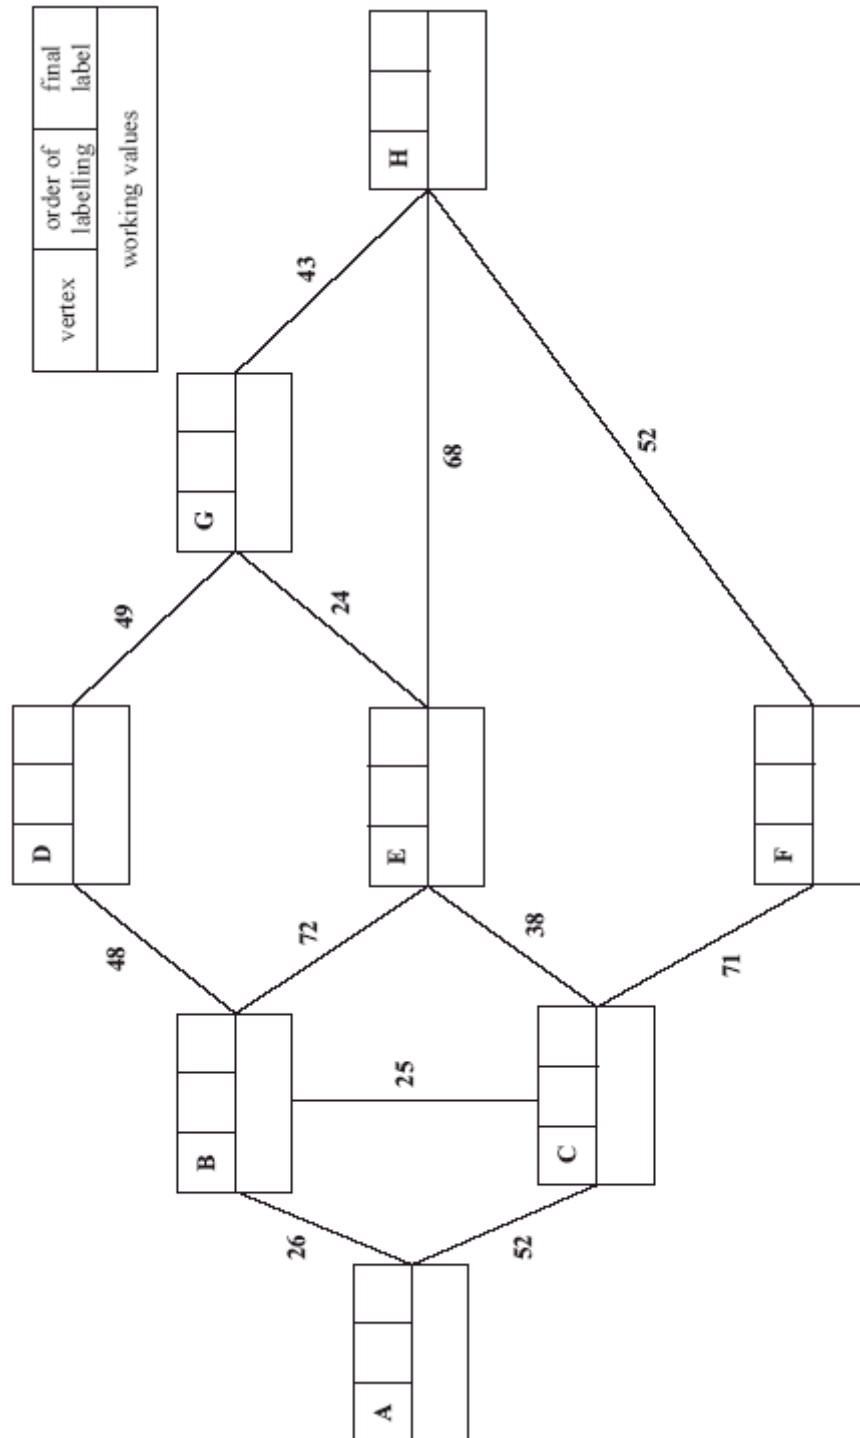 vertex
order of
labelling
final
label
working values
A
B
C
D
E
F
G
H
26
52
25
48
72
38
71
49
24
68
43
52